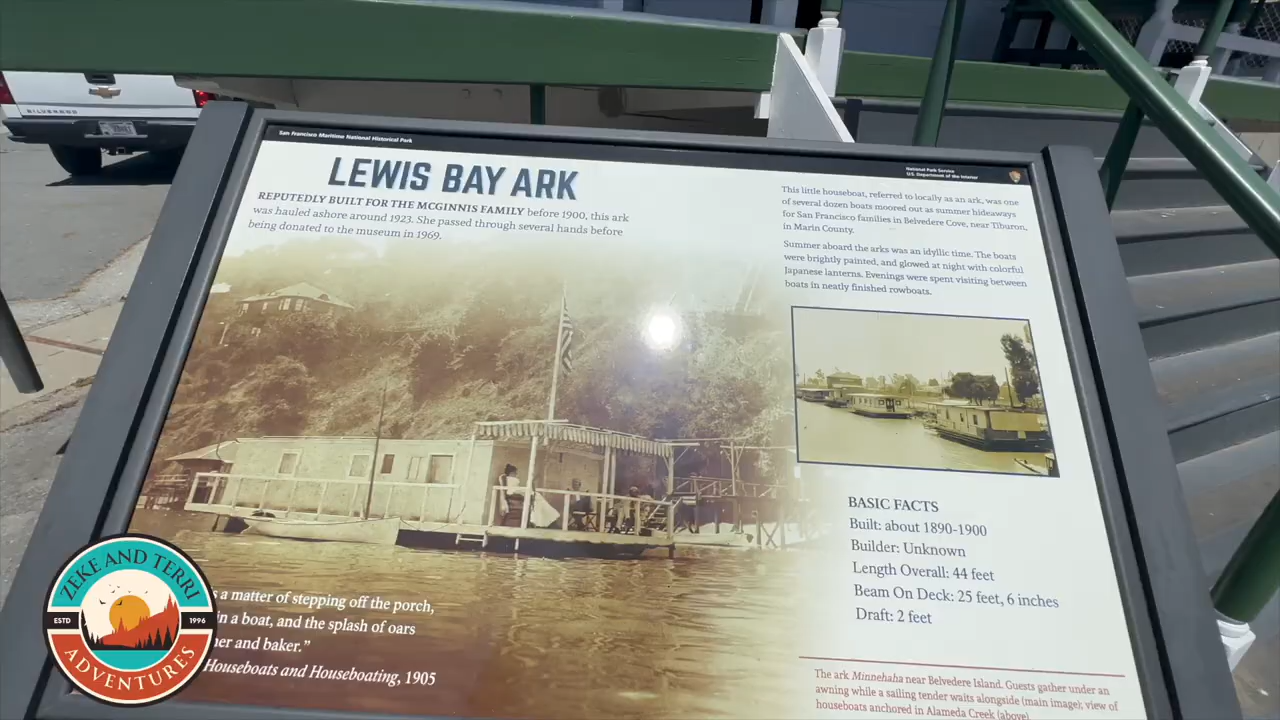 SILVERADO
San Francisco Maritime National Historical Park
National Park Service
U.S. Department of the Interior
LEWIS BAY ARK
REPUTEDLY BUILT FOR THE MCGINNIS FAMILY before 1900, this ark
was hauled ashore around 1923. She passed through several hands before
being donated to the museum in 1969.
This little houseboat, referred to locally as an ark, was one
of several dozen boats moored out as summer hideaways
for San Francisco families in Belvedere Cove, near Tiburon,
in Marin County.
Summer aboard the arks was an idyllic time. The boats
were brightly painted, and glowed at night with colorful
Japanese lanterns. Evenings were spent visiting between
boats in neatly finished rowboats.
BASIC FACTS
Built: about 1890-1900
Builder: Unknown
Length Overall: 44 feet
Beam On Deck: 25 feet, 6 inches
Draft: 2 feet
a matter of stepping off the porch,
in a boat, and the splash of oars
and baker.”
Houseboats and Houseboating, 1905
The ark Minnehaha near Belvedere Island. Guests gather under an
awning while a sailing tender waits alongside (main image); view of
houseboats anchored in Alameda Creek (above).
ZEKE AND TERRI
ESTD 1996
ADVENTURES